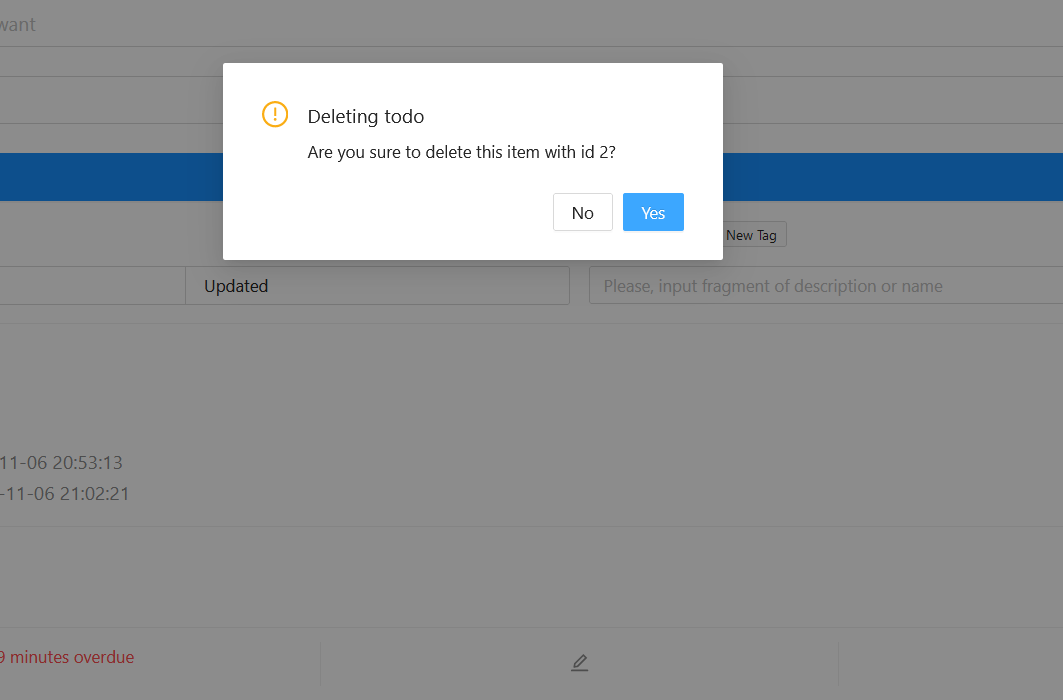 want
Deleting todo
Are you sure to delete this item with id 2?
No Yes
New Tag
Updated Please, input fragment of description or name
11-06 20:53:13
-11-06 21:02:21
9 minutes overdue